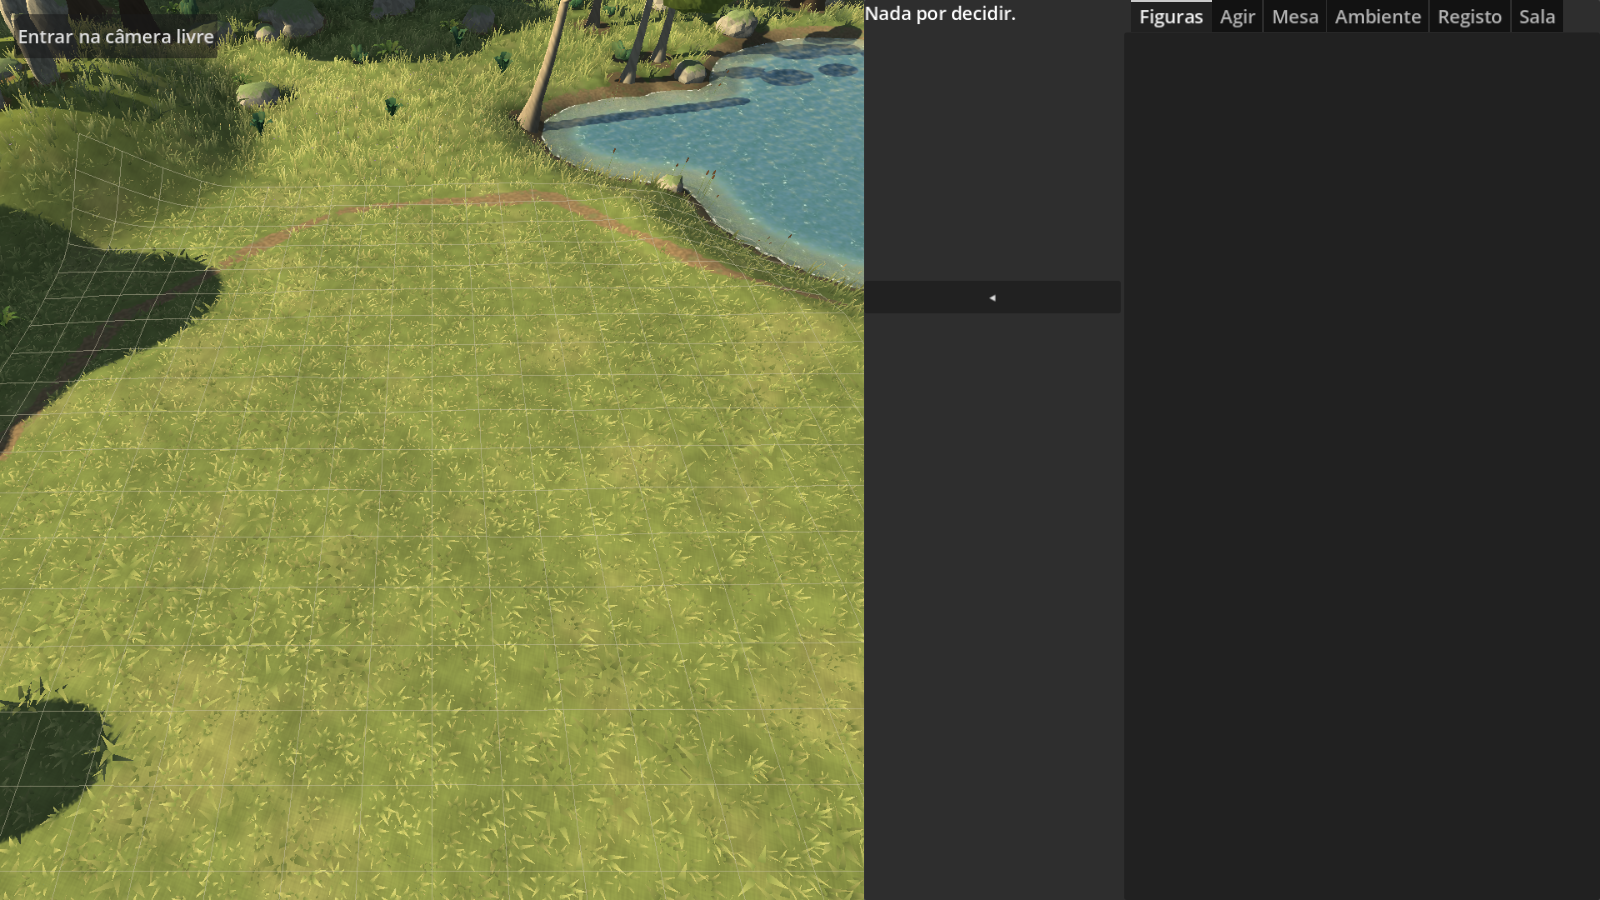 Entrar na câmera livre
Nada por decidir.
Figuras Agir Mesa Ambiente Registo Sala